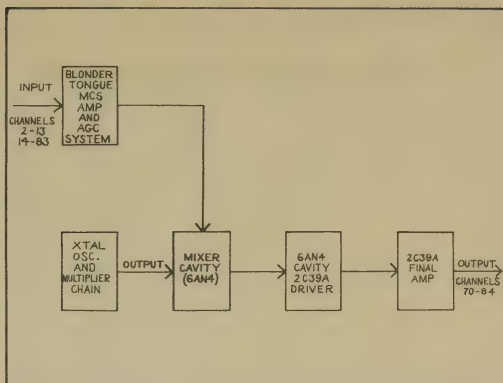 INPUT
CHANNELS
2-13
14-83
BLONDER
TONGUE
MCS
AMP
AND
AGC
SYSTEM
XTAL
OSC.
AND
MULTIPLIER
CHAIN
OUTPUT
MIXER
CAVITY
(6AN4)
6AN4
CAVITY
2C39A
DRIVER
2C39A
FINAL
AMP
OUTPUT
CHANNELS
70-84